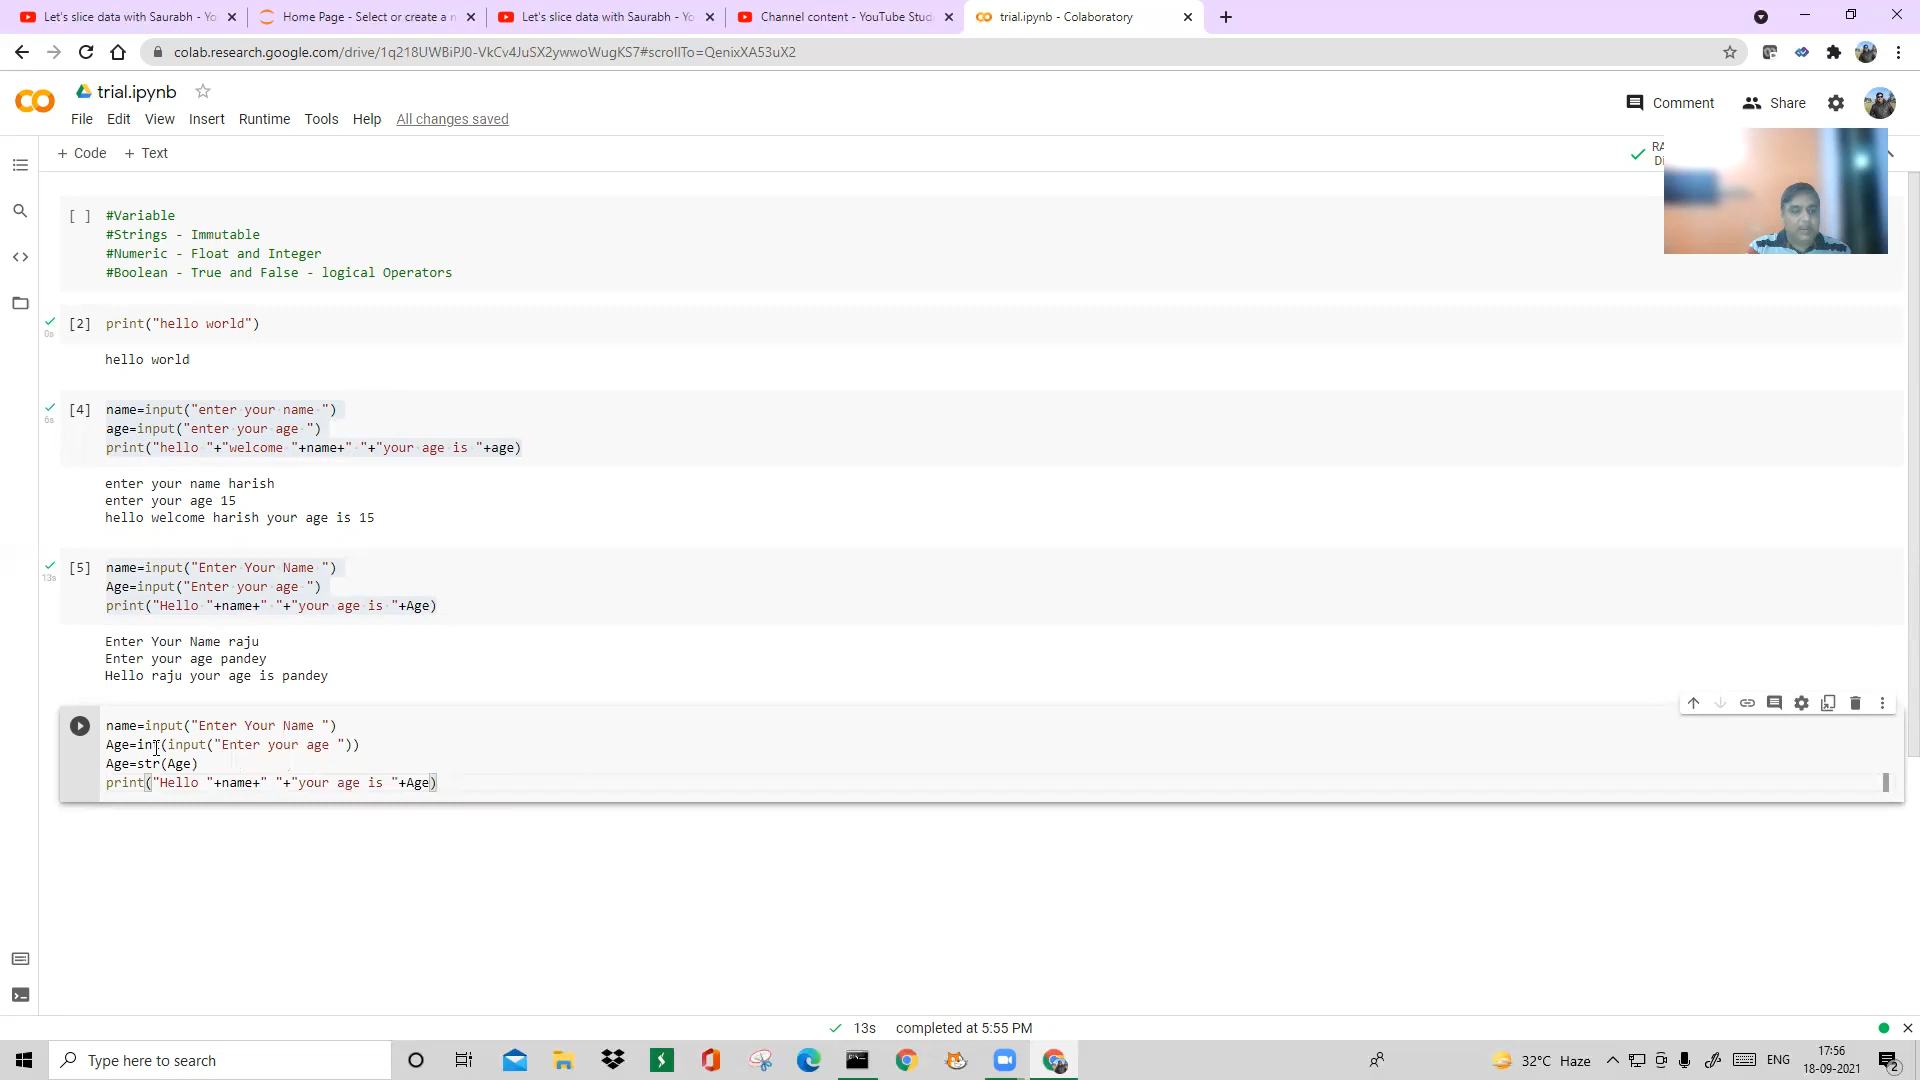 Let's slice data with Saurabh - Yo
Home Page - Select or create a n
Let's slice data with Saurabh - Yo
Channel content - YouTube Stud
trial.ipynb - Colaboratory
colab.research.google.com/drive/1q218UWBiPJ0-VkCv4JuSX2ywwoWugKS7#scrollTo=QenixXA53uX2
trial.ipynb
Comment
Share
File Edit View Insert Runtime Tools Help All changes saved
+ Code + Text
RA
Di
[ ] #Variable
#Strings - Immutable
#Numeric - Float and Integer
#Boolean - True and False - logical Operators
[2] print("hello world")
0s
hello world
[4] name=input("enter your name ")
6s
age=input("enter your age ")
print("hello "+"welcome "+name+" "+"your age is "+age)
enter your name harish
enter your age 15
hello welcome harish your age is 15
[5] name=input("Enter Your Name ")
13s
Age=input("Enter your age ")
print("Hello "+name+" "+"your age is "+Age)
Enter Your Name raju
Enter your age pandey
Hello raju your age is pandey
name=input("Enter Your Name ")
Age=int(input("Enter your age "))
Age=str(Age)
print("Hello "+name+" "+"your age is "+Age)
13s completed at 5:55 PM
Type here to search
32°C Haze
ENG
17:56
18-09-2021
2